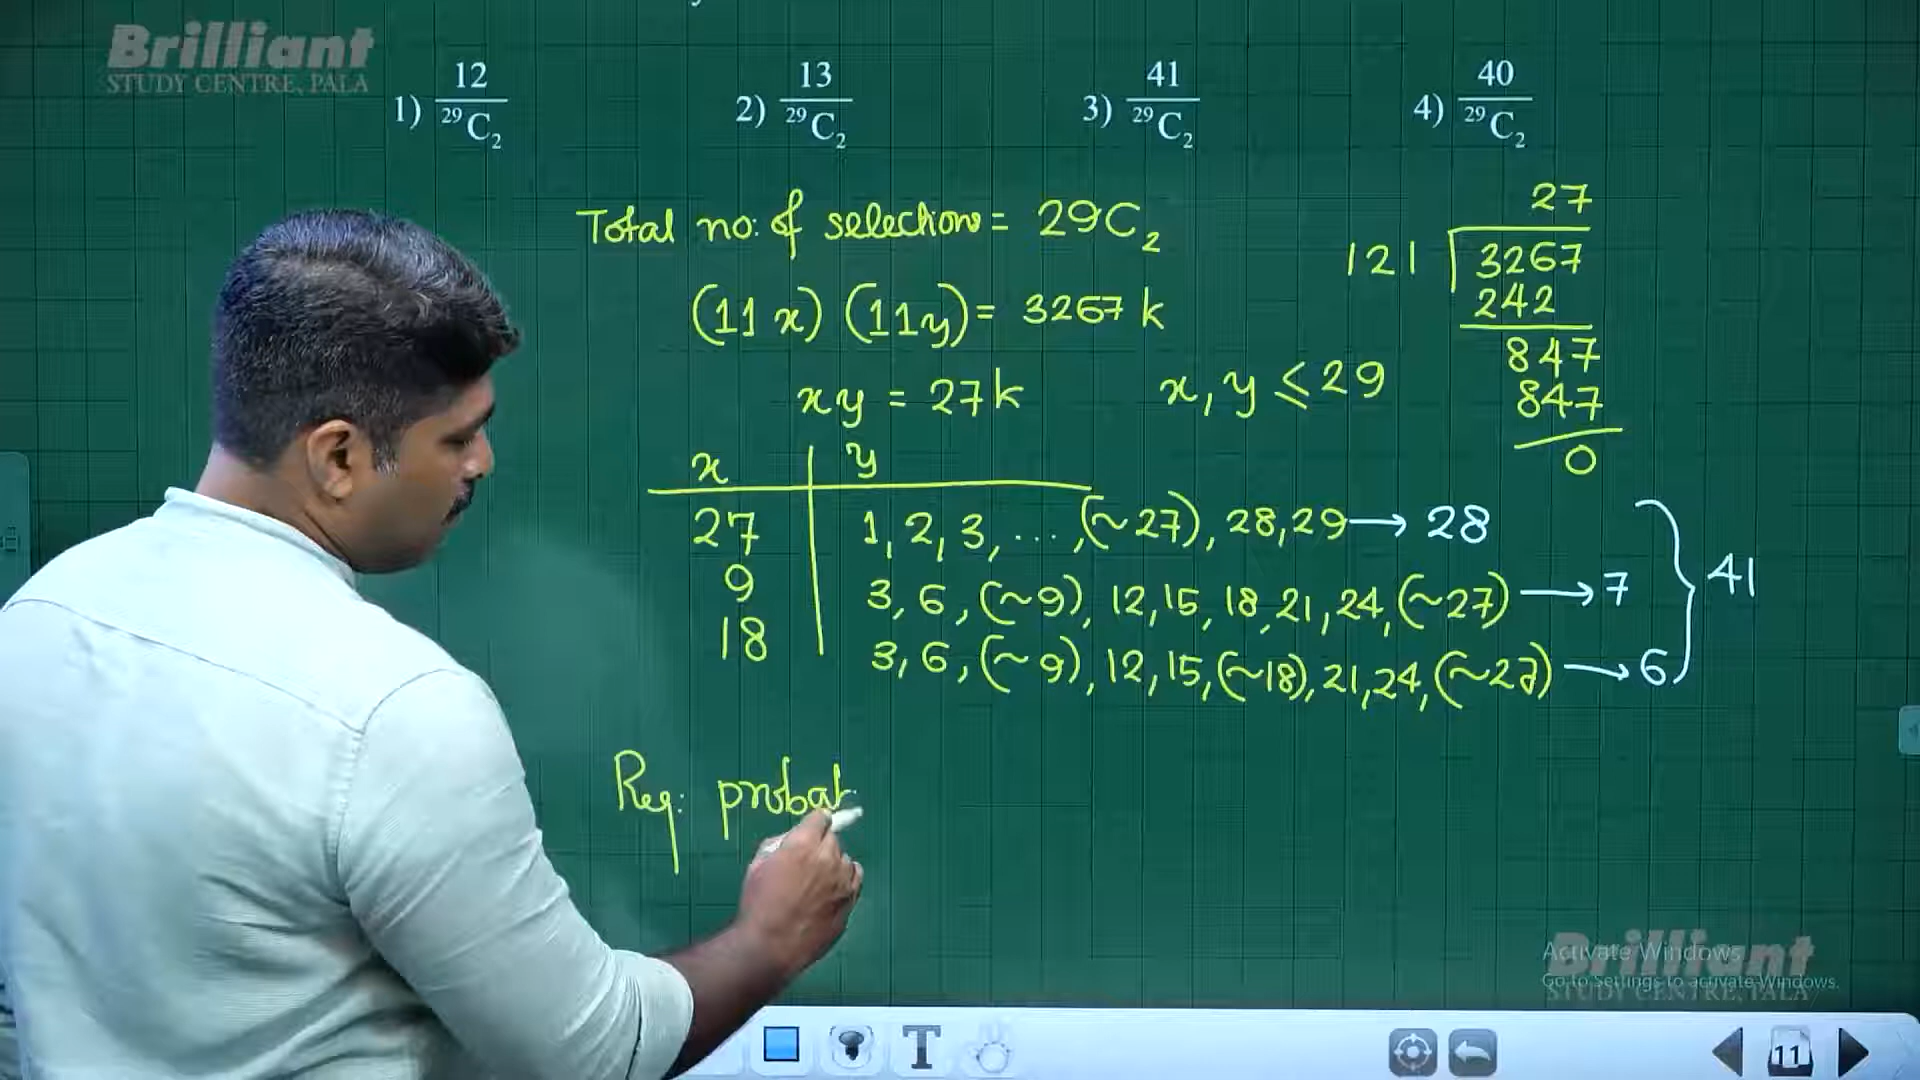 Brilliant
STUDY CENTRE, PALA
1) 12/²⁹C₂ 2) 13/²⁹C₂ 3) 41/²⁹C₂ 4) 40/²⁹C₂
Total no: of selections = 29C₂
(11x) (11y) = 3267 k
xy = 27k x, y ⩽ 29
27
121 3267
242
847
847
0
x y
27 1, 2, 3, ..., (~27), 28, 29 → 28
9 3, 6, (~9), 12, 15, 18, 21, 24, (~27) → 7
18 3, 6, (~9), 12, 15, (~18), 21, 24, (~27) → 6
} 41
Req: probab
Brilliant
STUDY CENTRE, PALA
Activate Windows
Go to Settings to activate Windows.
T
11